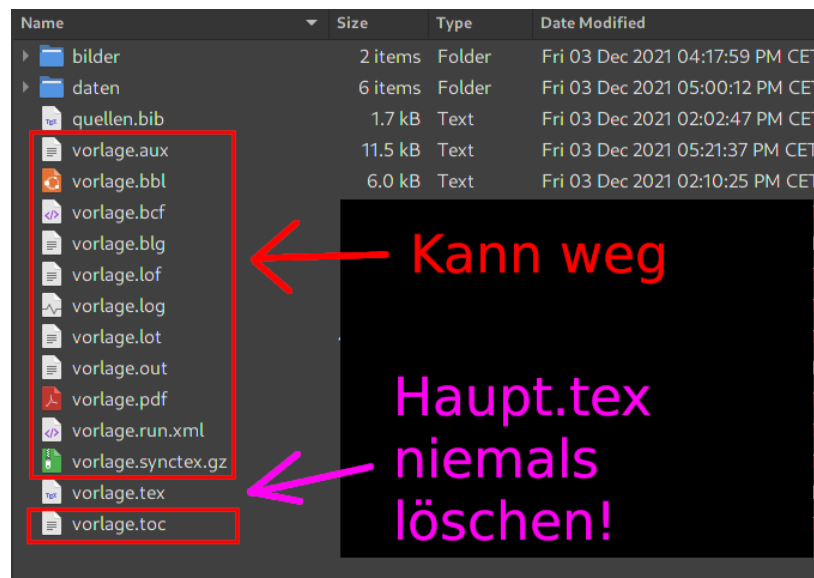 Name Size Type Date Modified
bilder 2 items Folder Fri 03 Dec 2021 04:17:59 PM CET
daten 6 items Folder Fri 03 Dec 2021 05:00:12 PM CET
quellen.bib 1.7 kB Text Fri 03 Dec 2021 02:02:47 PM CET
vorlage.aux 11.5 kB Text Fri 03 Dec 2021 05:21:37 PM CET
vorlage.bbl 6.0 kB Text Fri 03 Dec 2021 02:10:25 PM CET
vorlage.bcf
vorlage.blg
Kann weg
vorlage.lof
vorlage.log
vorlage.lot
vorlage.out
vorlage.pdf
Haupt.tex
vorlage.run.xml
vorlage.synctex.gz
niemals
vorlage.tex
vorlage.toc
löschen!